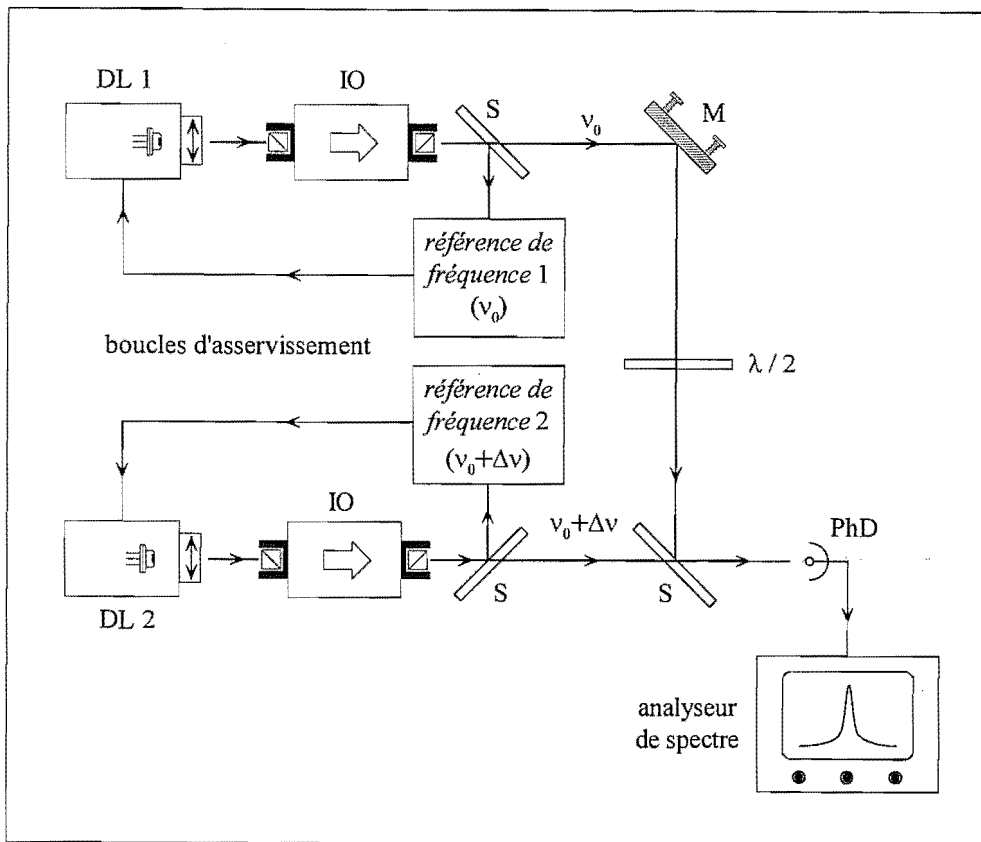 DL 1
IO
S
ν₀
M
référence de
fréquence 1
(ν₀)
boucles d'asservissement
λ / 2
référence de
fréquence 2
(ν₀+Δν)
IO
ν₀+Δν
PhD
S
S
DL 2
analyseur
de spectre